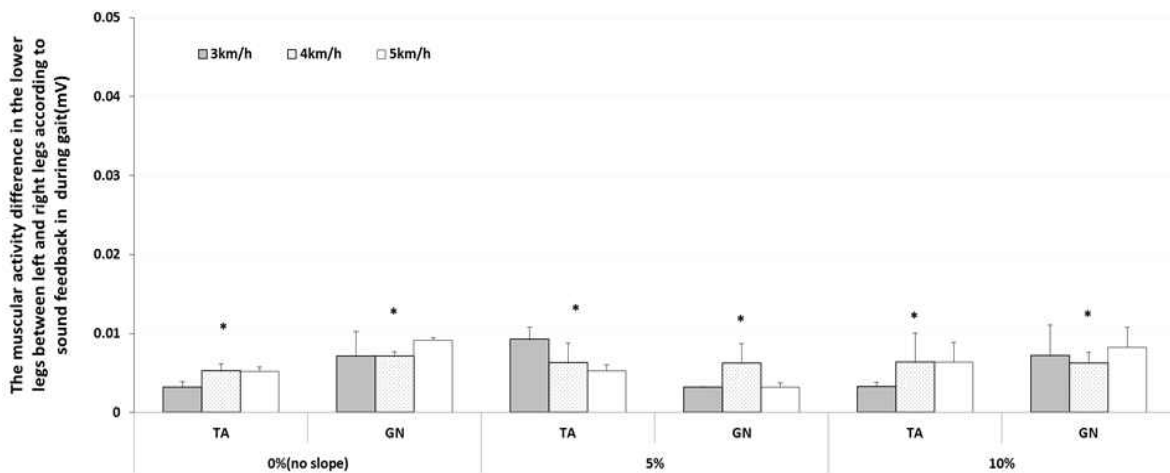 The muscular activity difference in the lower
legs between left and right legs according to
sound feedback in during gait(mV)
0.05
0.04
0.03
0.02
0.01
0
3km/h 4km/h 5km/h
* * * * * *
TA GN TA GN TA GN
0%(no slope) 5% 10%